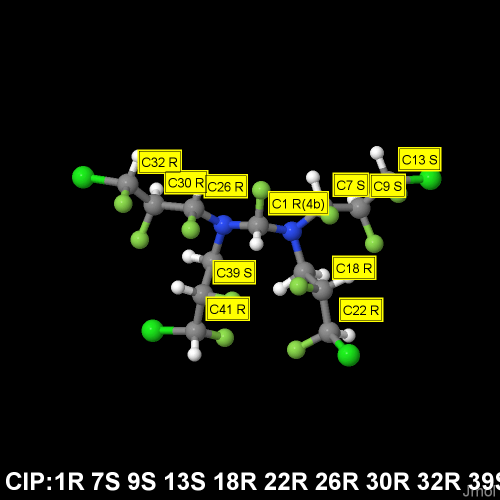 C32 R
C13 S
C30 R
C26 R
C7 S
C9 S
C1 R(4b)
C18 R
C39 S
C41 R
C22 R
CIP:1R 7S 9S 13S 18R 22R 26R 30R 32R 39S
Jmol